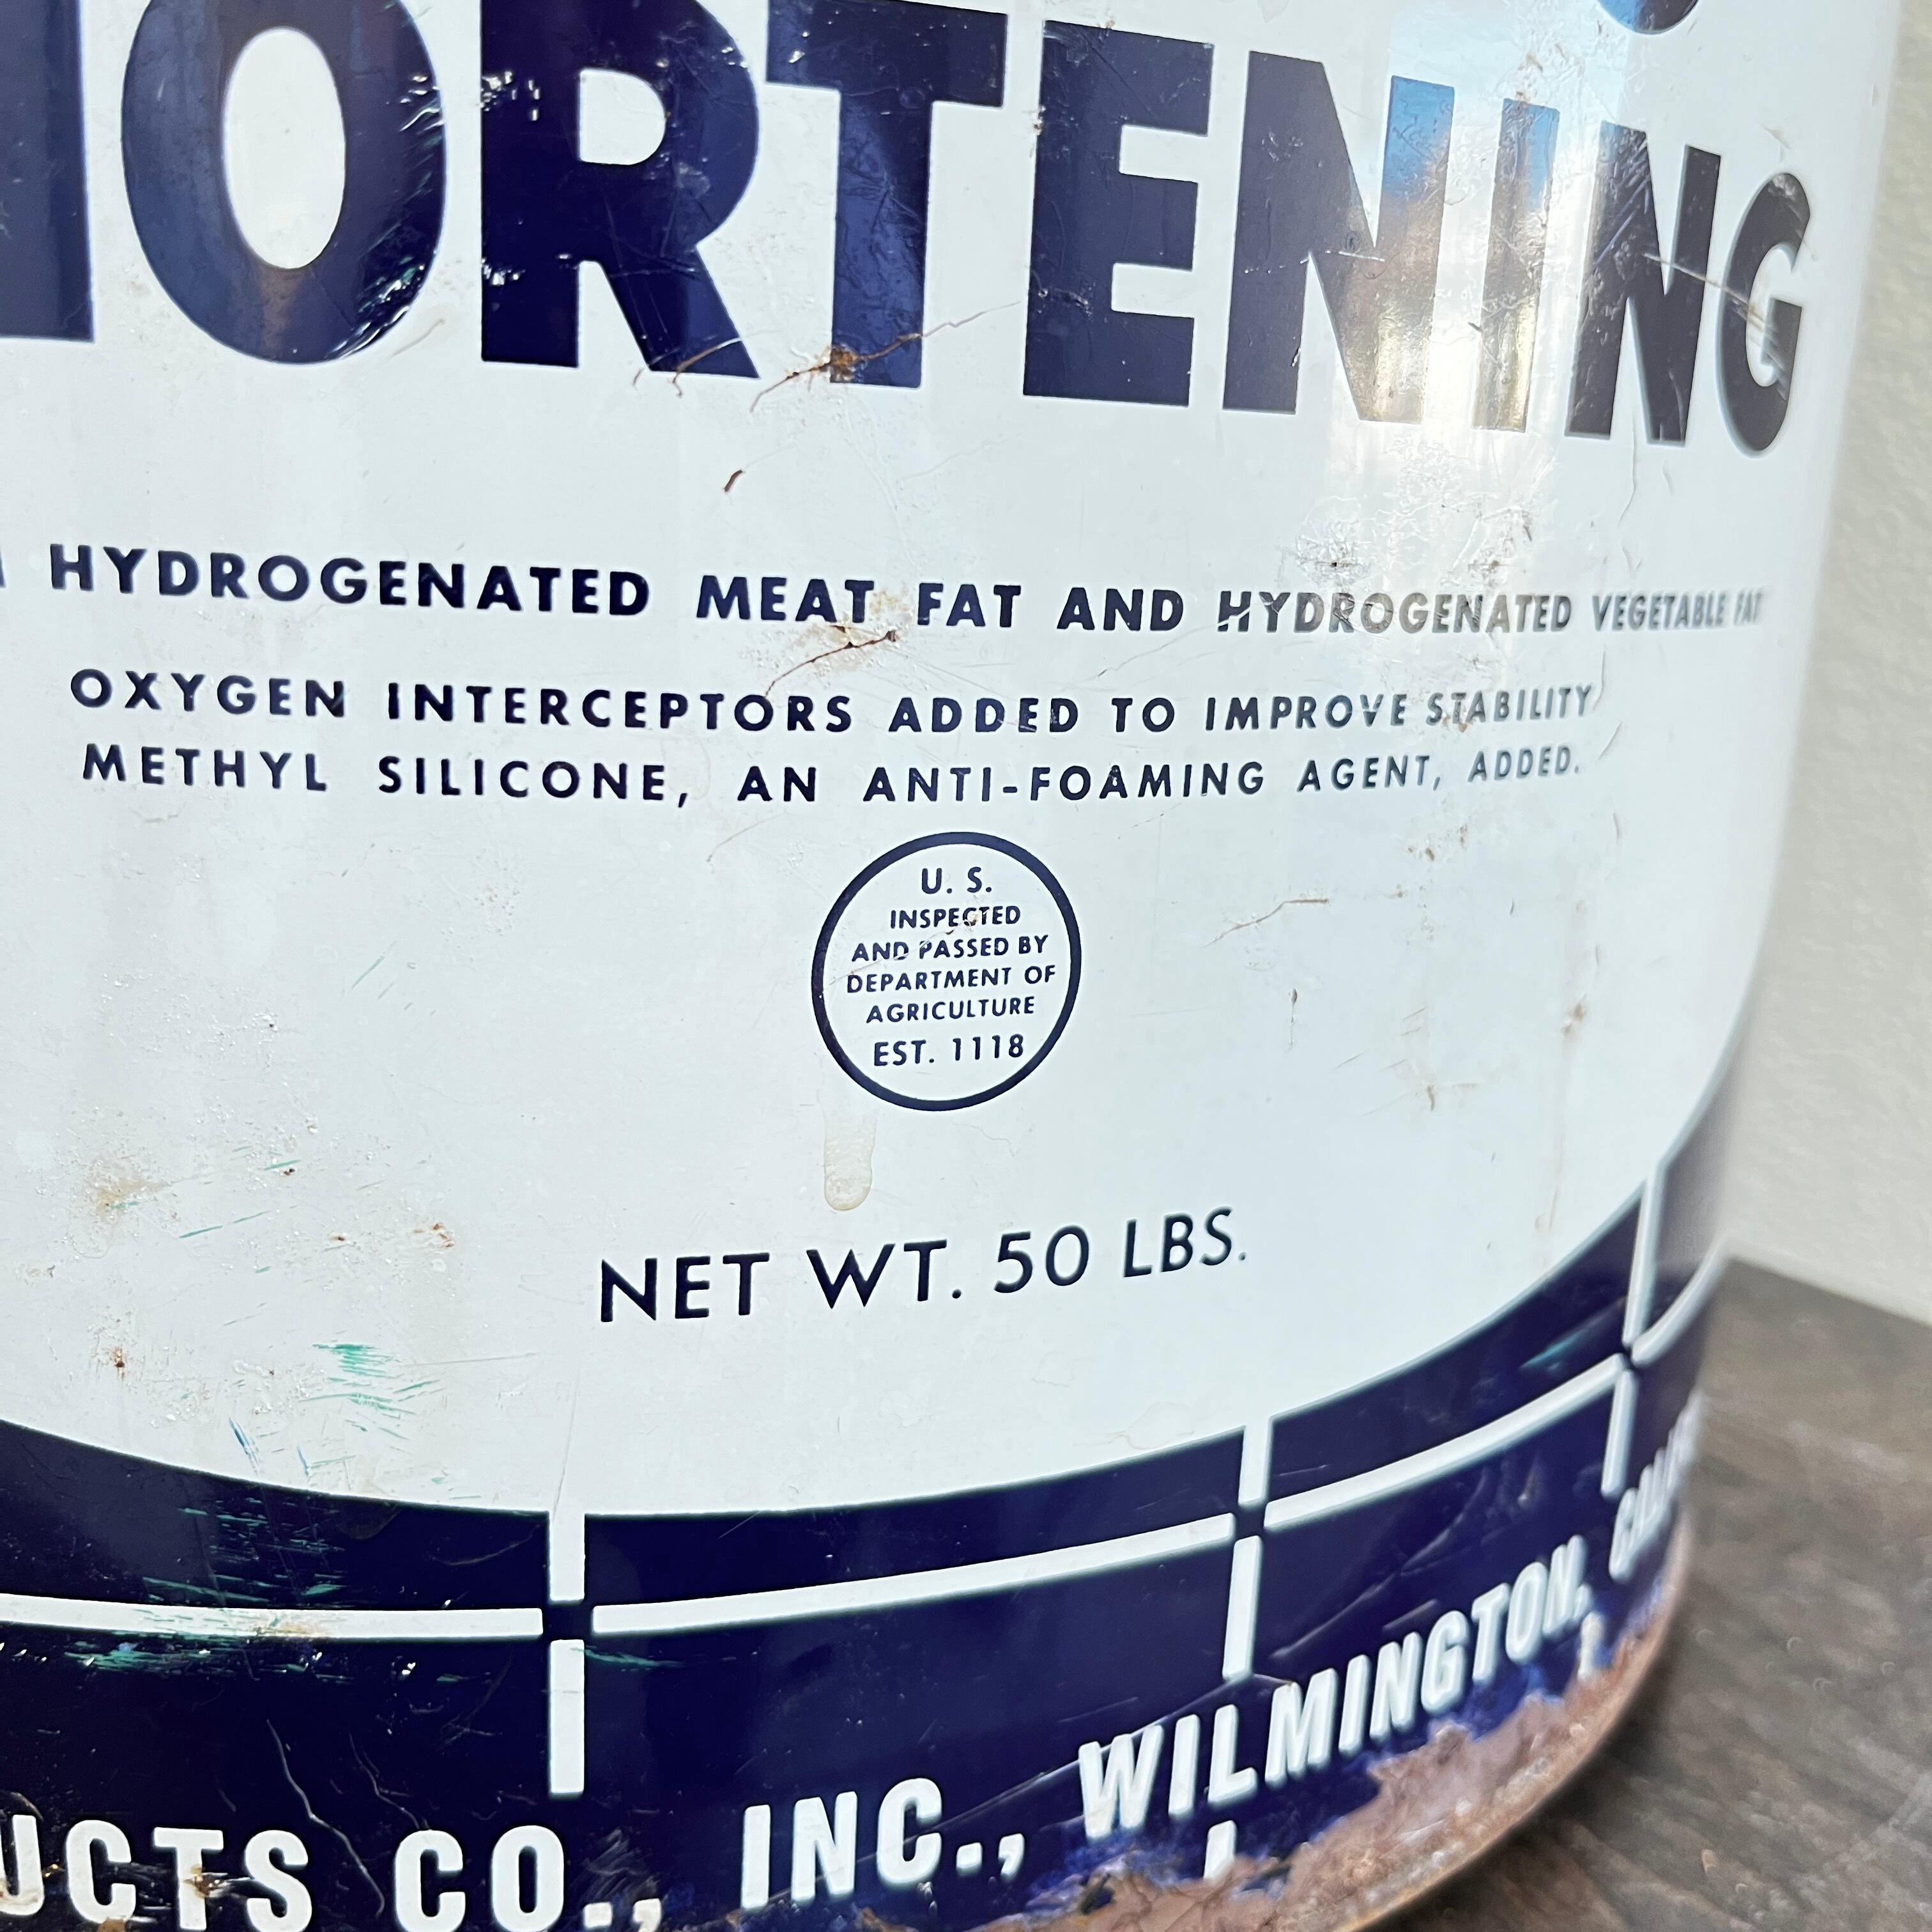 HORTENING
HYDROGENATED MEAT FAT AND HYDROGENATED VEGETABLE FAT
OXYGEN INTERCEPTORS ADDED TO IMPROVE STABILITY
METHYL SILICONE, AN ANTI-FOAMING AGENT, ADDED.
U. S.
INSPECTED
AND PASSED BY
DEPARTMENT OF
AGRICULTURE
EST. 1118
NET WT. 50 LBS.
UCTS CO., INC., WILMINGTON,